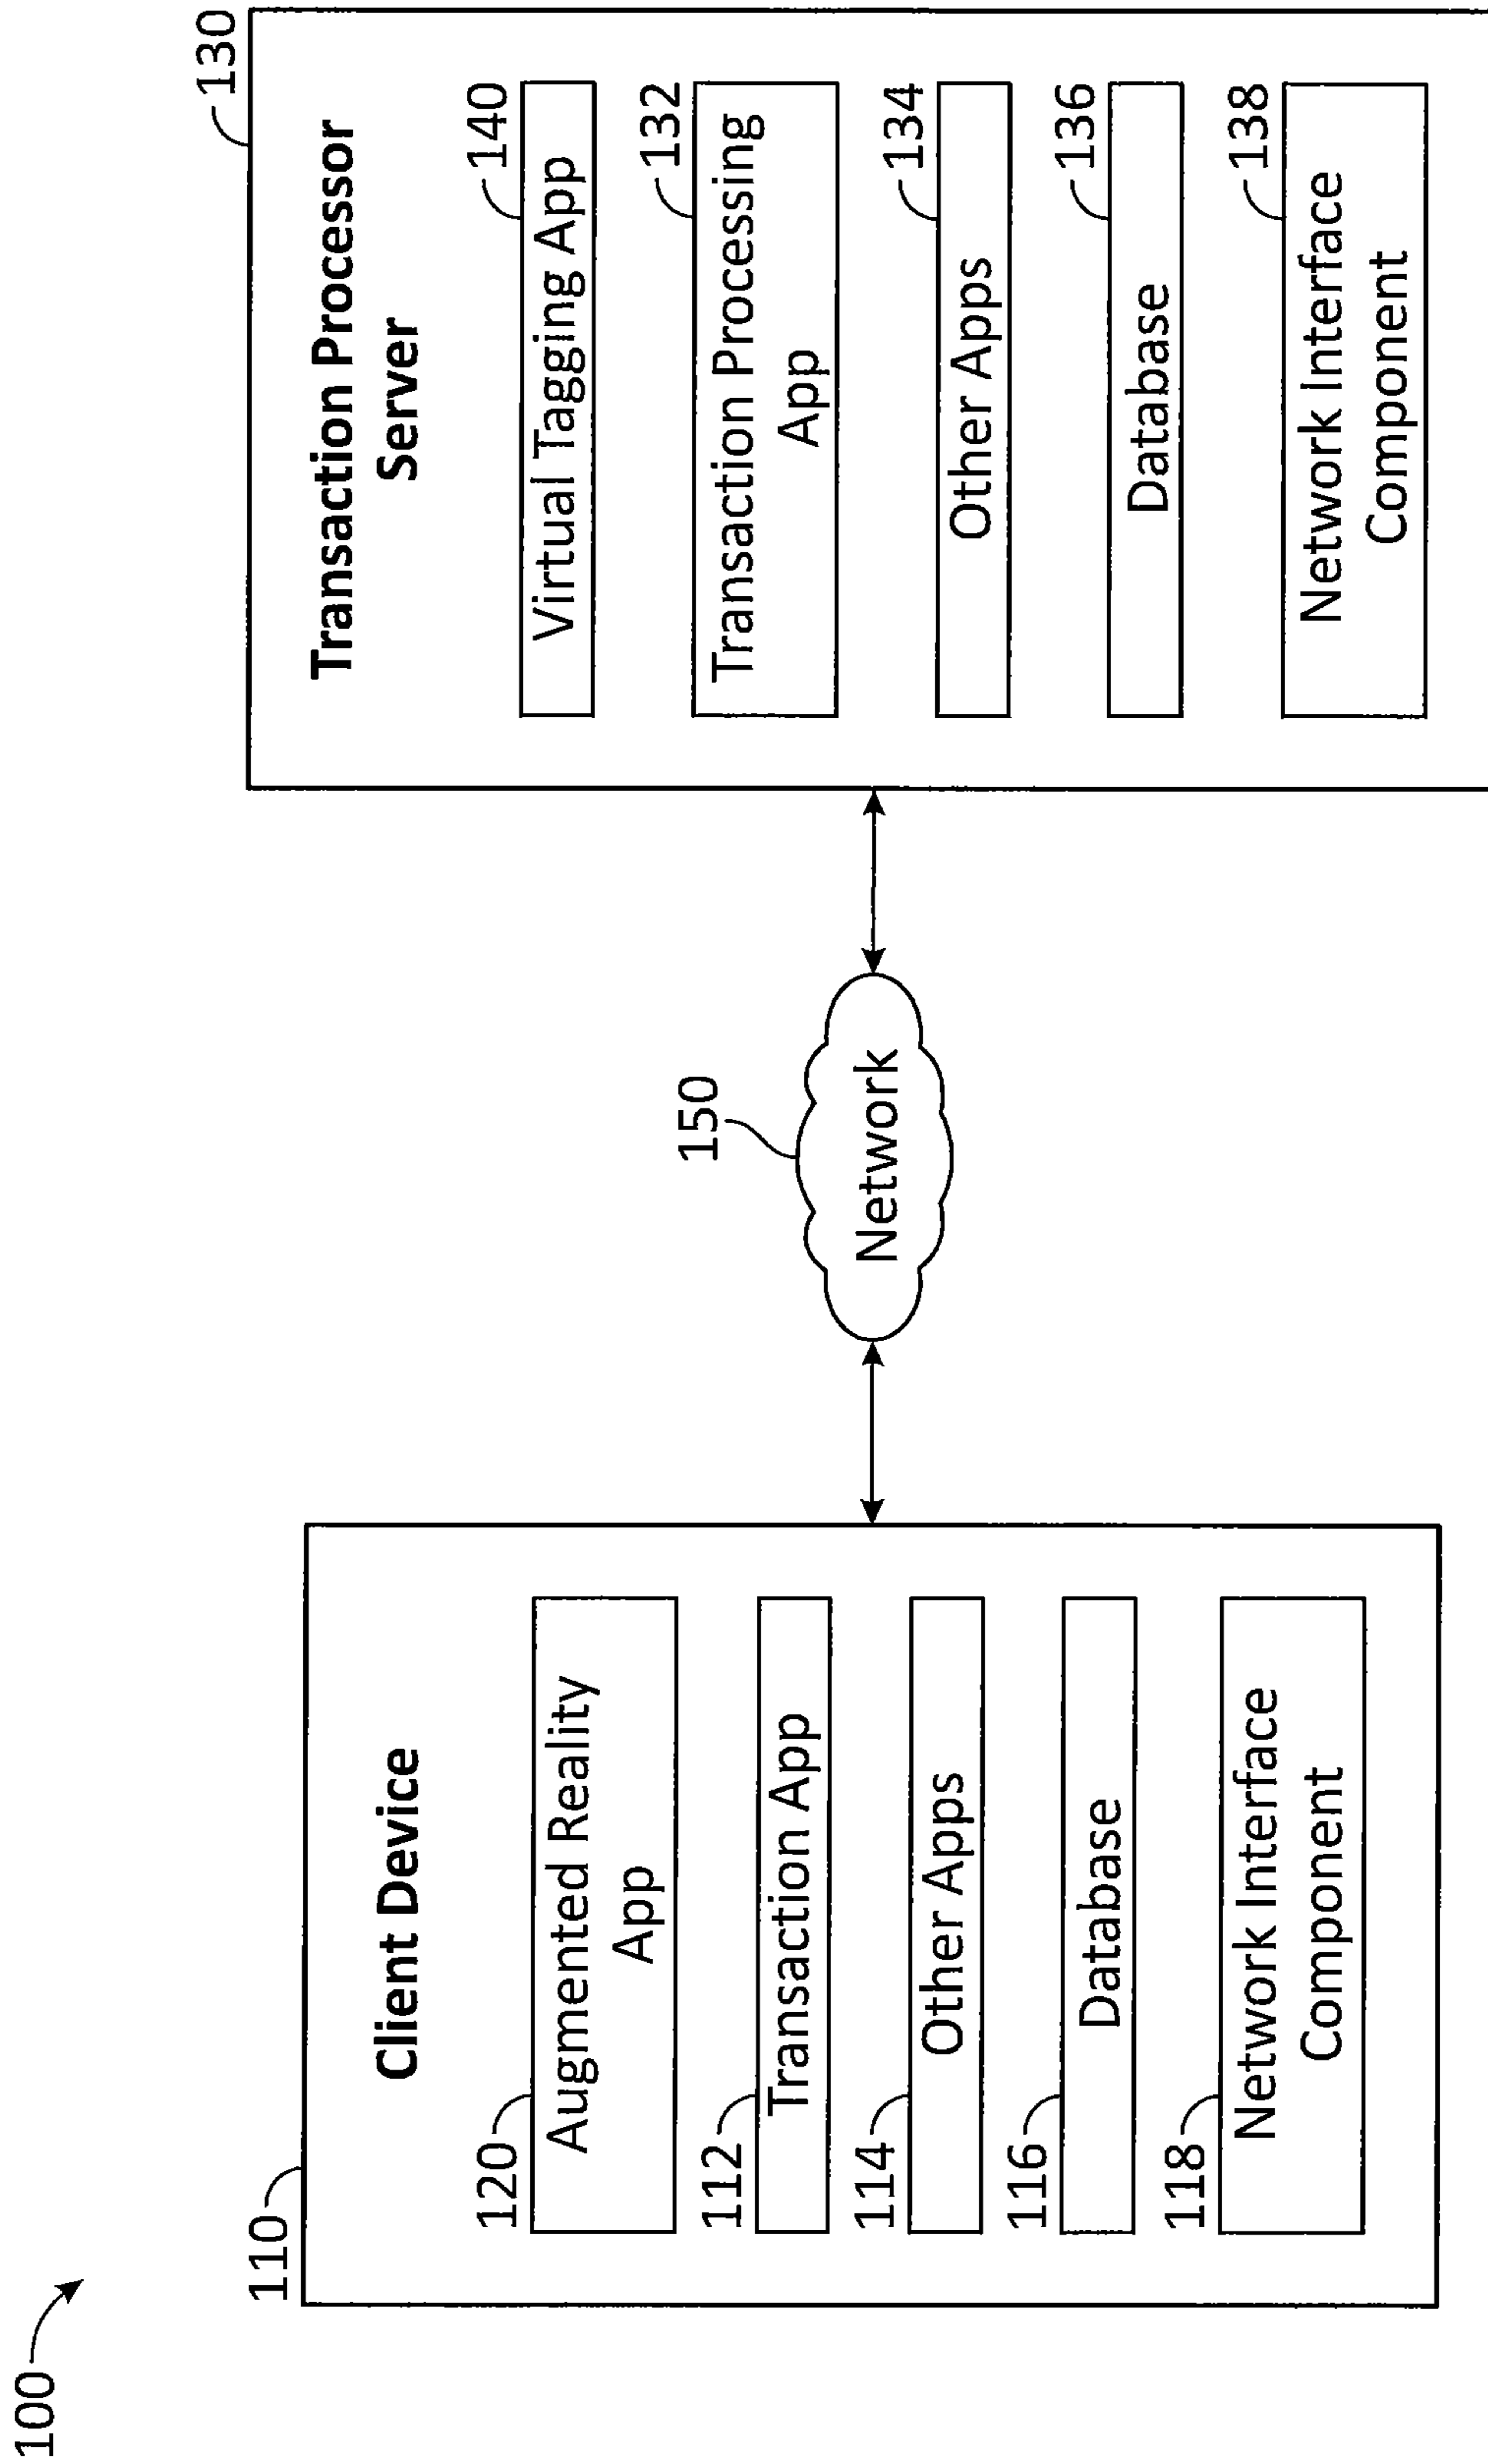 100
110
Client Device
120
Augmented Reality
App
112
Transaction App
114
Other Apps
116
Database
118
Network Interface
Component
150
Network
130
Transaction Processor
Server
140
Virtual Tagging App
132
Transaction Processing
App
134
Other Apps
136
Database
138
Network Interface
Component